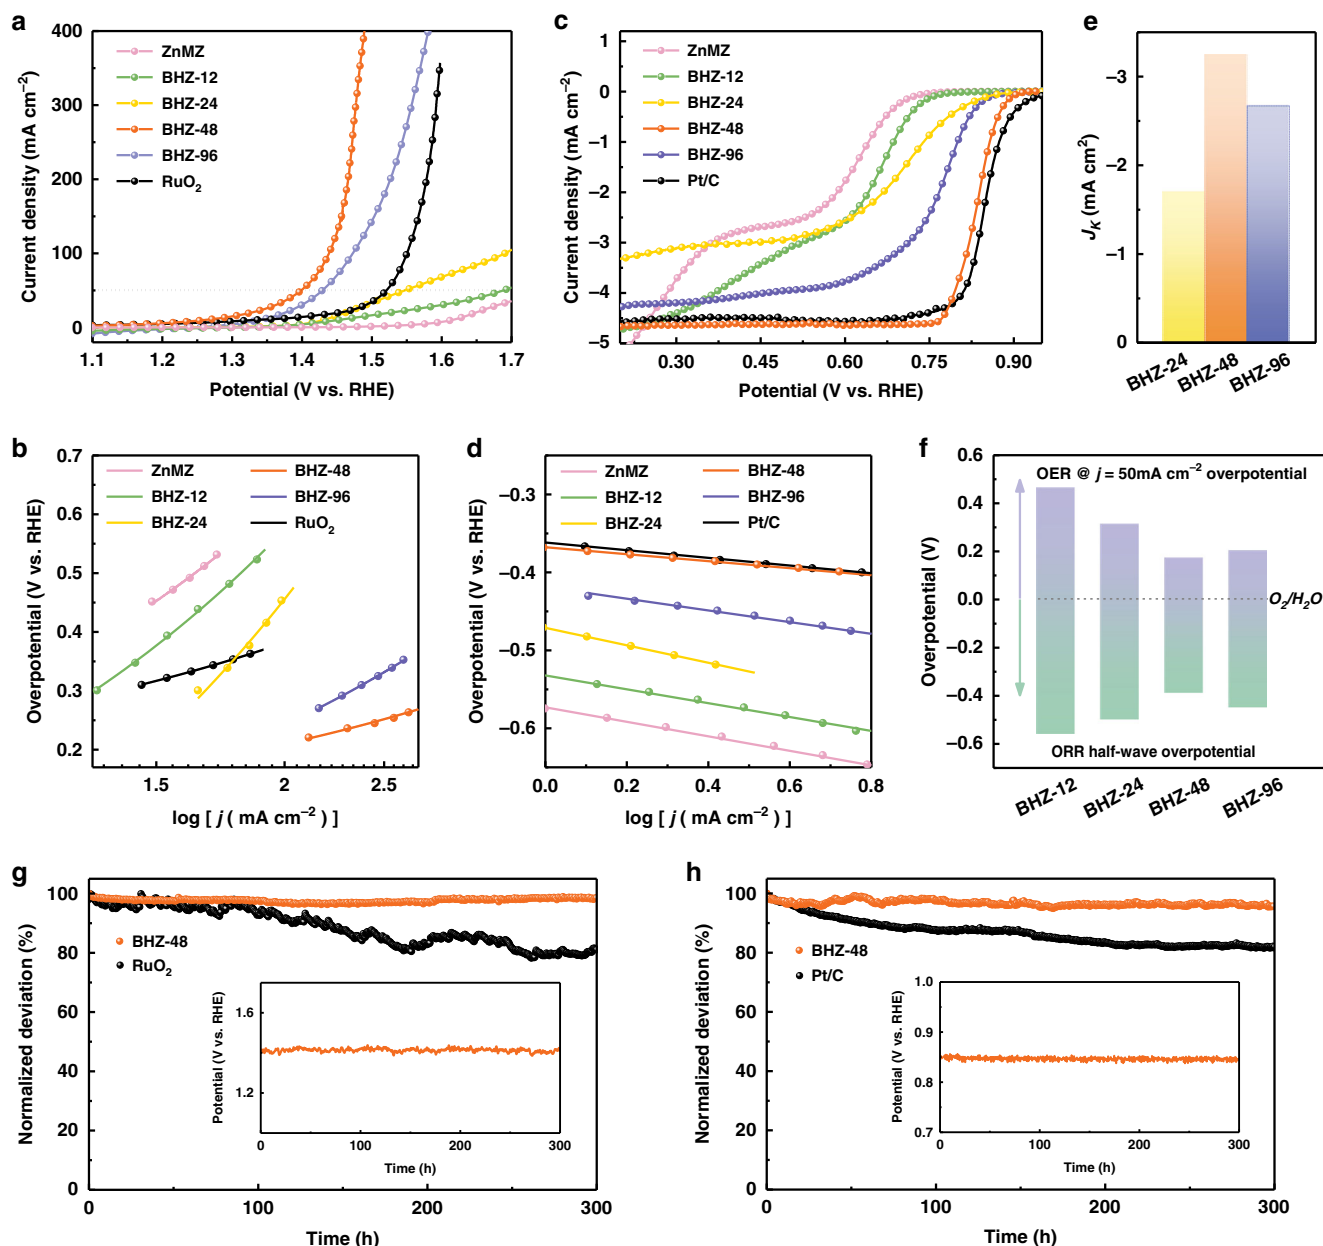 a
400
300
200
100
50
0
1.1 1.2 1.3 1.4 1.5 1.6 1.7
Current density (mA cm⁻²)
Potential (V vs. RHE)
ZnMZ
BHZ-12
BHZ-24
BHZ-48
BHZ-96
RuO₂
c
1
0
−1
−2
−3
−4
−5
0.30 0.45 0.60 0.75 0.90
Current density (mA cm⁻²)
Potential (V vs. RHE)
ZnMZ
BHZ-12
BHZ-24
BHZ-48
BHZ-96
Pt/C
e
−3
−2
−1
0
J_K (mA cm²)
BHZ-24 BHZ-48 BHZ-96
b
0.7
0.6
0.5
0.4
0.3
0.2
1.5 2 2.5
Overpotential (V vs. RHE)
log [ j ( mA cm⁻² ) ]
ZnMZ BHZ-48
BHZ-12 BHZ-96
BHZ-24 RuO₂
d
−0.3
−0.4
−0.5
−0.6
0.0 0.2 0.4 0.6 0.8
Overpotential (V vs. RHE)
log [ j ( mA cm⁻² ) ]
ZnMZ BHZ-48
BHZ-12 BHZ-96
BHZ-24 Pt/C
f
0.6
0.4
0.2
0.0
−0.2
−0.4
−0.6
Overpotential (V)
OER @ j = 50mA cm⁻² overpotential
O₂/H₂O
ORR half-wave overpotential
BHZ-12 BHZ-24 BHZ-48 BHZ-96
g
100
80
60
40
20
0
0 100 200 300
Normalized deviation (%)
Time (h)
BHZ-48
RuO₂
1.6
1.2
0 100 200 300
Potential (V vs. RHE)
Time (h)
h
100
80
60
40
20
0
0 100 200 300
Normalized deviation (%)
Time (h)
BHZ-48
Pt/C
1.0
0.9
0.8
0.7
0 100 200 300
Potential (V vs. RHE)
Time (h)